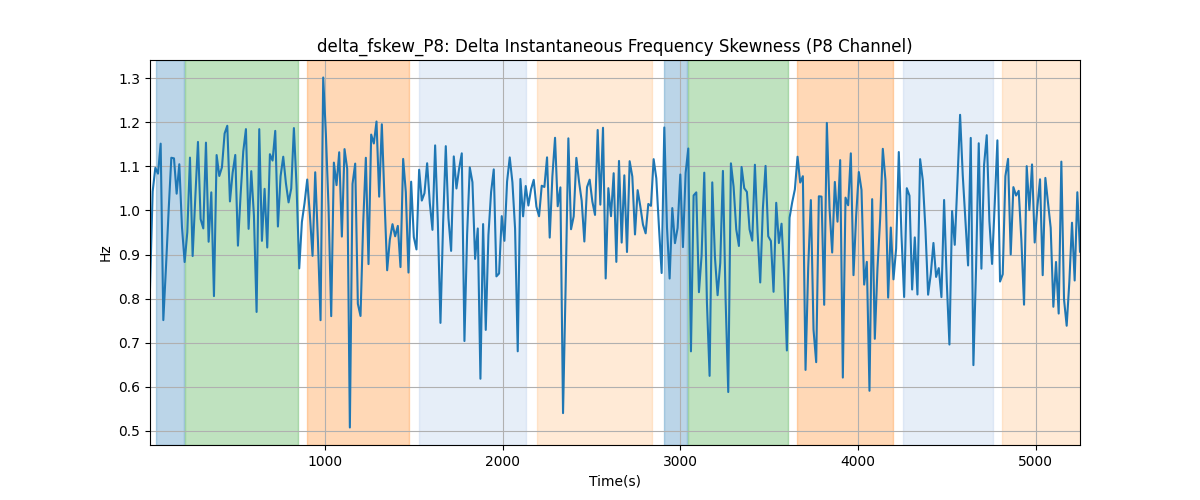 delta_fskew_P8: Delta Instantaneous Frequency Skewness (P8 Channel)
1.3
1.2
1.1
1.0
0.9
0.8
0.7
0.6
0.5
Hz
1000 2000 3000 4000 5000
Time(s)